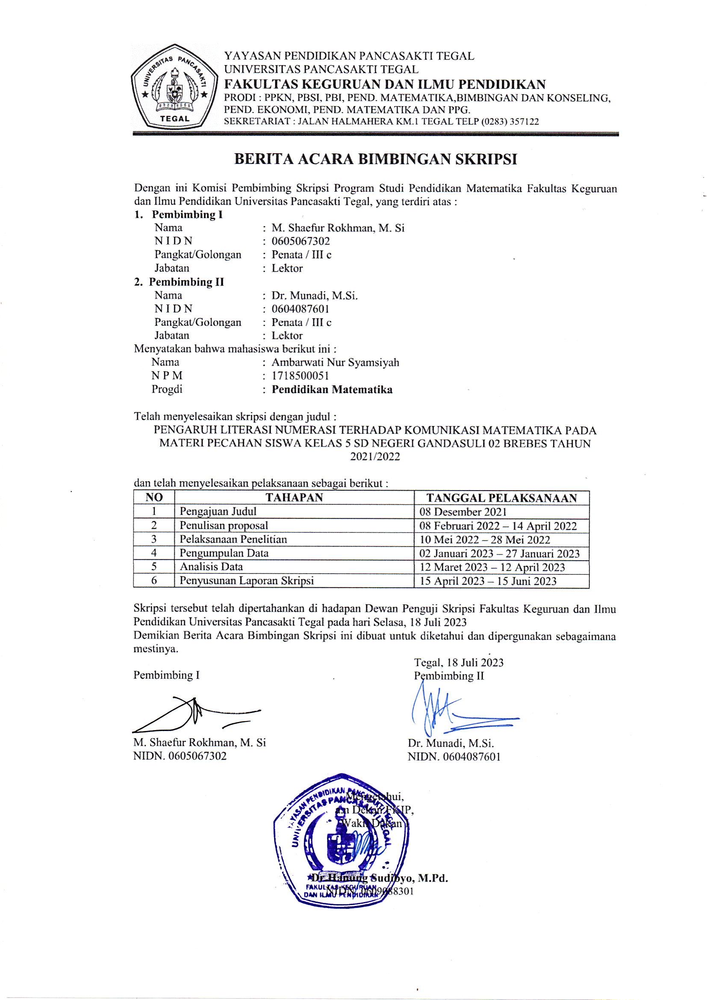 UNIVERSITAS PANCASAKTI
TEGAL
YAYASAN PENDIDIKAN PANCASAKTI TEGAL
UNIVERSITAS PANCASAKTI TEGAL
FAKULTAS KEGURUAN DAN ILMU PENDIDIKAN
PRODI : PPKN, PBSI, PBI, PEND. MATEMATIKA,BIMBINGAN DAN KONSELING,
PEND. EKONOMI, PEND. MATEMATIKA DAN PPG.
SEKRETARIAT : JALAN HALMAHERA KM.1 TEGAL TELP (0283) 357122
BERITA ACARA BIMBINGAN SKRIPSI
Dengan ini Komisi Pembimbing Skripsi Program Studi Pendidikan Matematika Fakultas Keguruan
dan Ilmu Pendidikan Universitas Pancasakti Tegal, yang terdiri atas :
1. Pembimbing I
Nama : M. Shaefur Rokhman, M. Si
N I D N : 0605067302
Pangkat/Golongan : Penata / III c
Jabatan : Lektor
2. Pembimbing II
Nama : Dr. Munadi, M.Si.
N I D N : 0604087601
Pangkat/Golongan : Penata / III c
Jabatan : Lektor
Menyatakan bahwa mahasiswa berikut ini :
Nama : Ambarwati Nur Syamsiyah
N P M : 1718500051
Progdi : Pendidikan Matematika
Telah menyelesaikan skripsi dengan judul :
PENGARUH LITERASI NUMERASI TERHADAP KOMUNIKASI MATEMATIKA PADA
MATERI PECAHAN SISWA KELAS 5 SD NEGERI GANDASULI 02 BREBES TAHUN
2021/2022
dan telah menyelesaikan pelaksanaan sebagai berikut :
NO TAHAPAN TANGGAL PELAKSANAAN
1 Pengajuan Judul 08 Desember 2021
2 Penulisan proposal 08 Februari 2022 – 14 April 2022
3 Pelaksanaan Penelitian 10 Mei 2022 – 28 Mei 2022
4 Pengumpulan Data 02 Januari 2023 – 27 Januari 2023
5 Analisis Data 12 Maret 2023 – 12 April 2023
6 Penyusunan Laporan Skripsi 15 April 2023 – 15 Juni 2023
Skripsi tersebut telah dipertahankan di hadapan Dewan Penguji Skripsi Fakultas Keguruan dan Ilmu
Pendidikan Universitas Pancasakti Tegal pada hari Selasa, 18 Juli 2023
Demikian Berita Acara Bimbingan Skripsi ini dibuat untuk diketahui dan dipergunakan sebagaimana
mestinya.
Tegal, 18 Juli 2023
Pembimbing I Pembimbing II
M. Shaefur Rokhman, M. Si Dr. Munadi, M.Si.
NIDN. 0605067302 NIDN. 0604087601
YAYASAN PENDIDIKAN PANCASAKTI TEGAL
UNIVERSITAS PANCASAKTI TEGAL
Mengetahui,
a.n Dekan FKIP,
Wakil Dekan I
Dr. Hanung Sudibyo, M.Pd.
NIDN. 0609088301
FAKULTAS KEGURUAN
DAN ILMU PENDIDIKAN